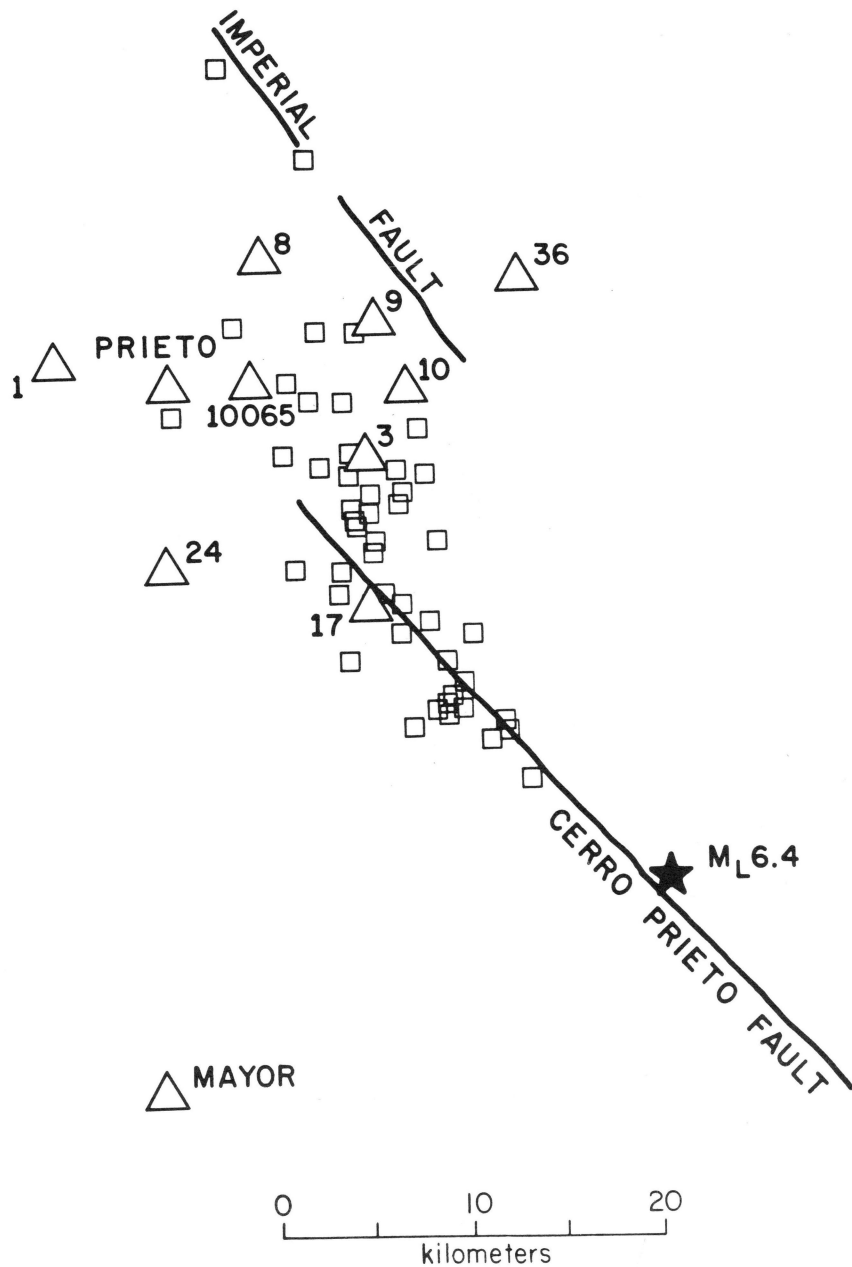 IMPERIAL
FAULT
8
36
9
PRIETO
1
10
10065
3
24
17
CERRO PRIETO FAULT
ML6.4
MAYOR
0 10 20
kilometers